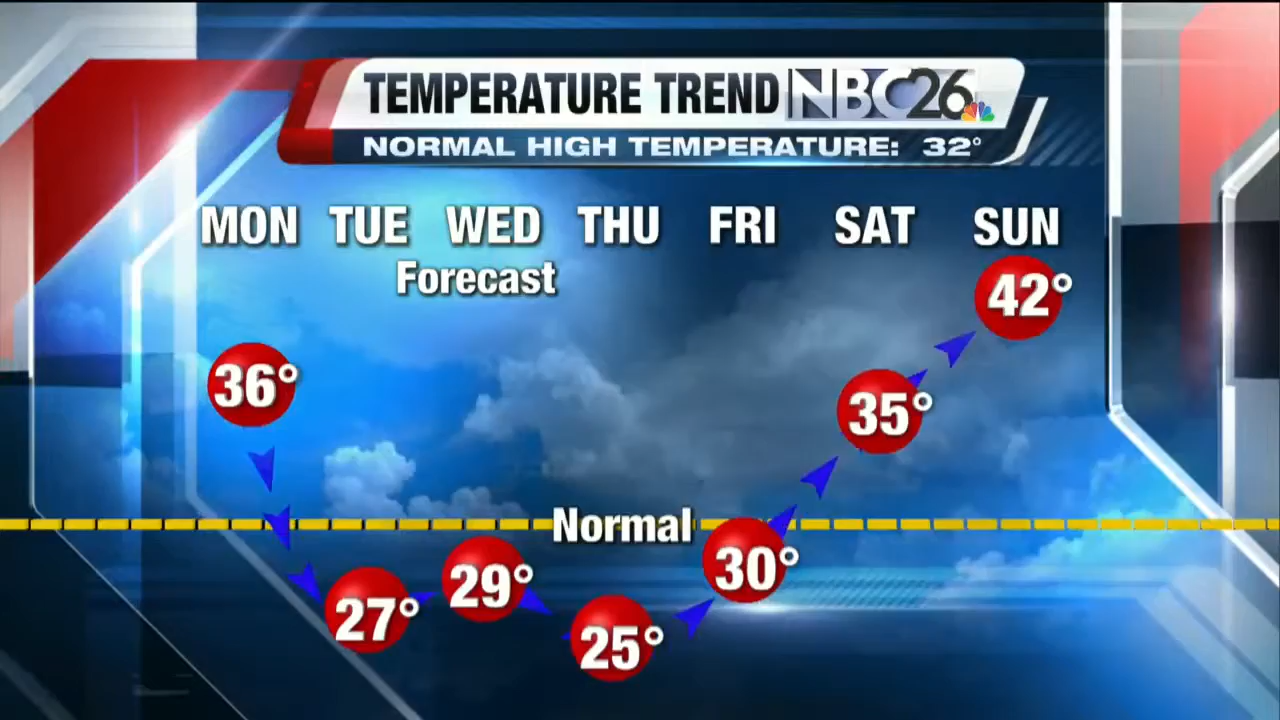 TEMPERATURE TREND NBC26
NORMAL HIGH TEMPERATURE: 32°
MON TUE WED THU FRI SAT SUN
Forecast
42°
36°
35°
Normal
30°
29°
27°
25°